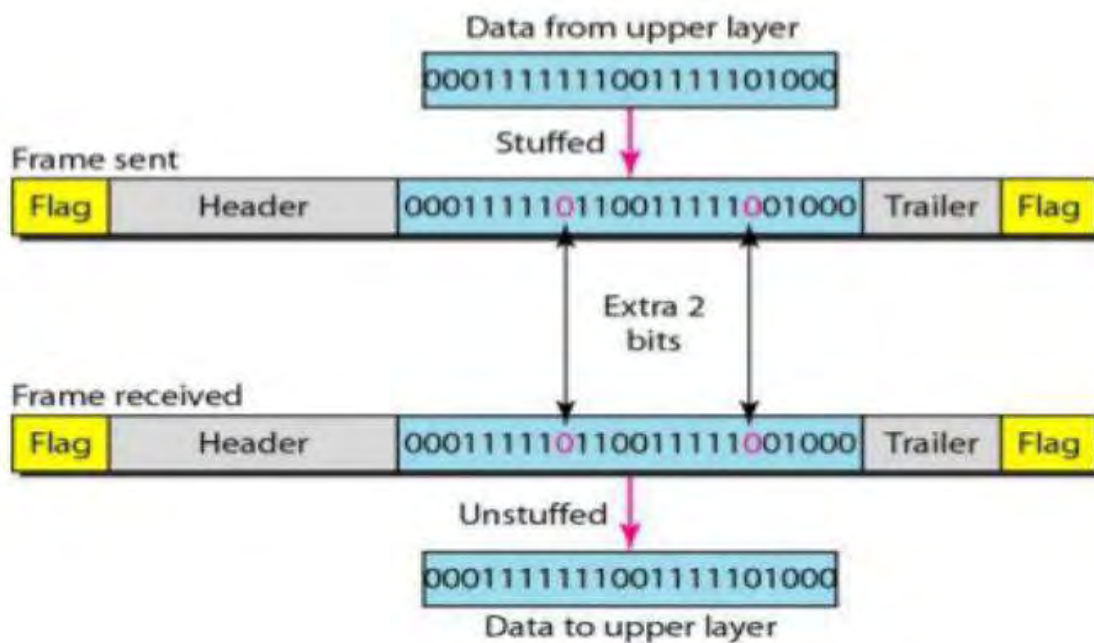 Data from upper layer
0001111111001111101000
Stuffed
Frame sent
Flag Header 000111110110011111001000 Trailer Flag
Extra 2
bits
Frame received
Flag Header 000111110110011111001000 Trailer Flag
Unstuffed
0001111111001111101000
Data to upper layer